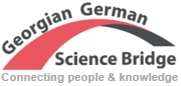 Georgian German
Science Bridge
Connecting people & knowledge